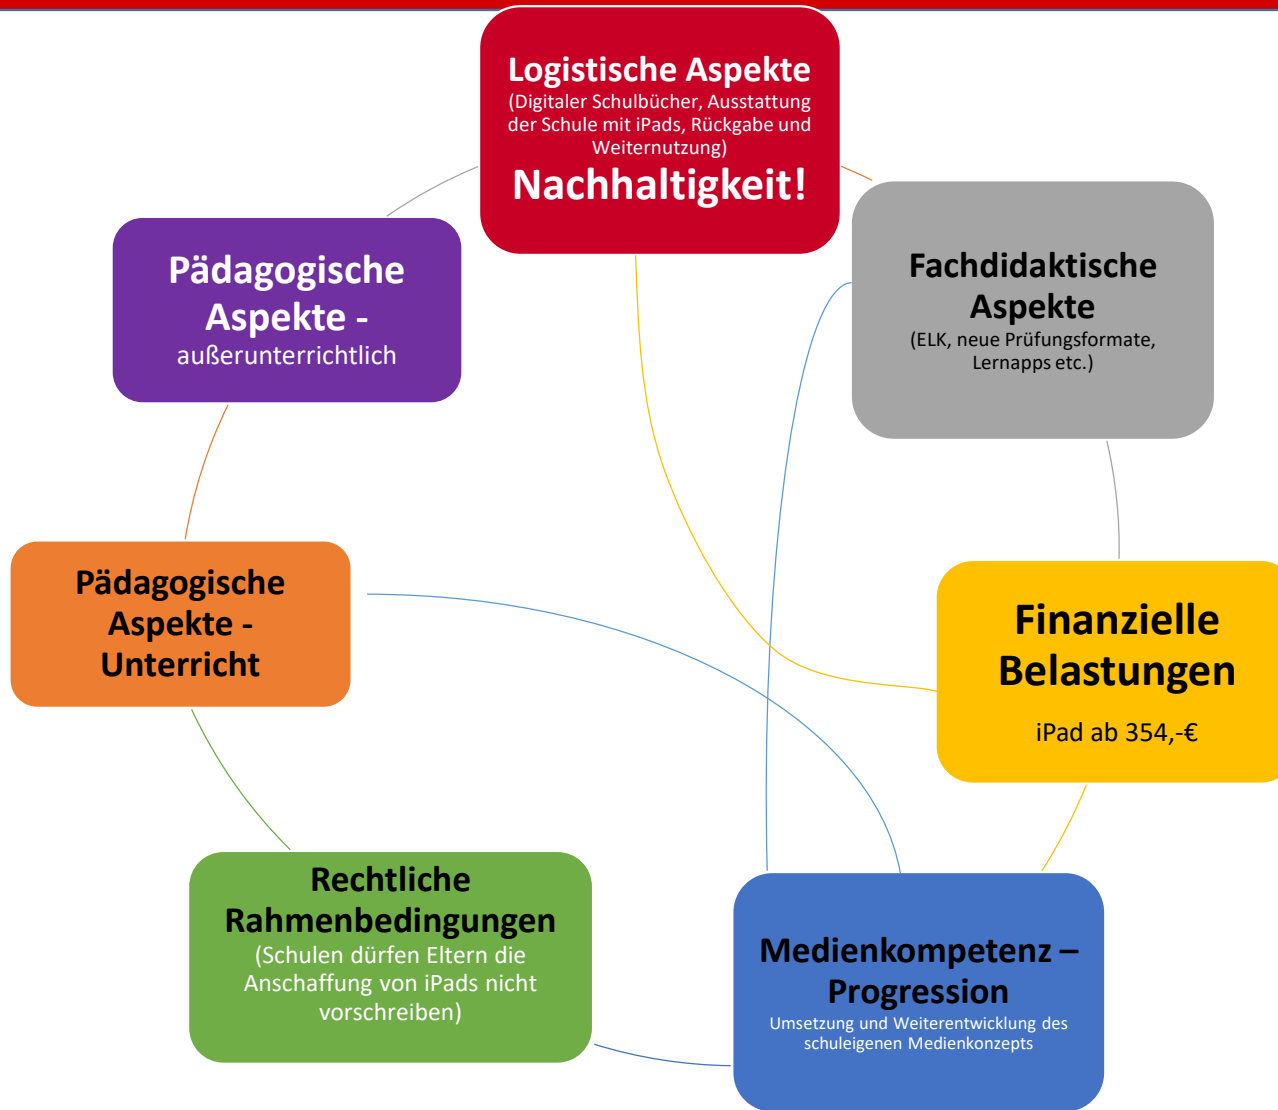 Logistische Aspekte
(Digitaler Schulbücher, Ausstattung
der Schule mit iPads, Rückgabe und
Weiternutzung)
Nachhaltigkeit!
Fachdidaktische
Aspekte
(ELK, neue Prüfungsformate,
Lernapps etc.)
Finanzielle
Belastungen
iPad ab 354,-€
Medienkompetenz –
Progression
Umsetzung und Weiterentwicklung des
schuleigenen Medienkonzepts
Rechtliche
Rahmenbedingungen
(Schulen dürfen Eltern die
Anschaffung von iPads nicht
vorschreiben)
Pädagogische
Aspekte -
Unterricht
Pädagogische
Aspekte -
außerunterrichtlich